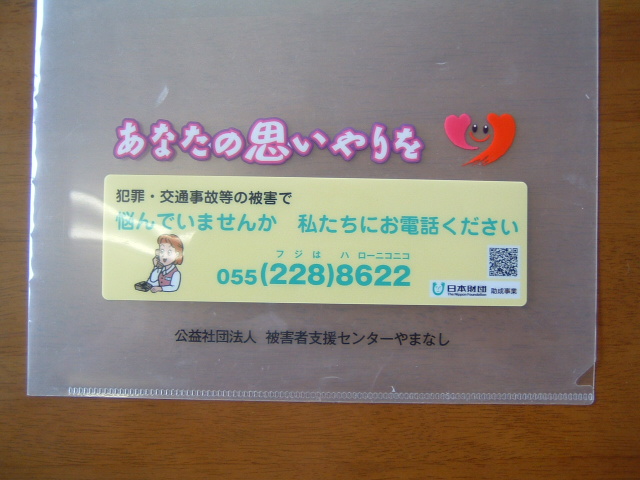 あなたの思いやりを
犯罪・交通事故等の被害で
悩んでいませんか 私たちにお電話ください
フジは ハローニコニコ
055(228)8622
日本財団 助成事業
The Nippon Foundation
公益社団法人 被害者支援センターやまなし